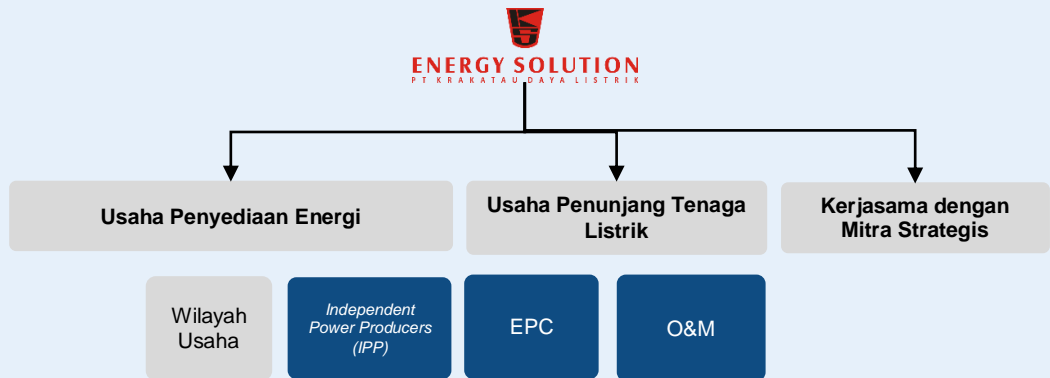 ENERGY SOLUTION
PT KRAKATAU DAYA LISTRIK
Usaha Penyediaan Energi
Usaha Penunjang Tenaga
Listrik
Kerjasama dengan
Mitra Strategis
Wilayah
Usaha
Independent
Power Producers
(IPP)
EPC
O&M